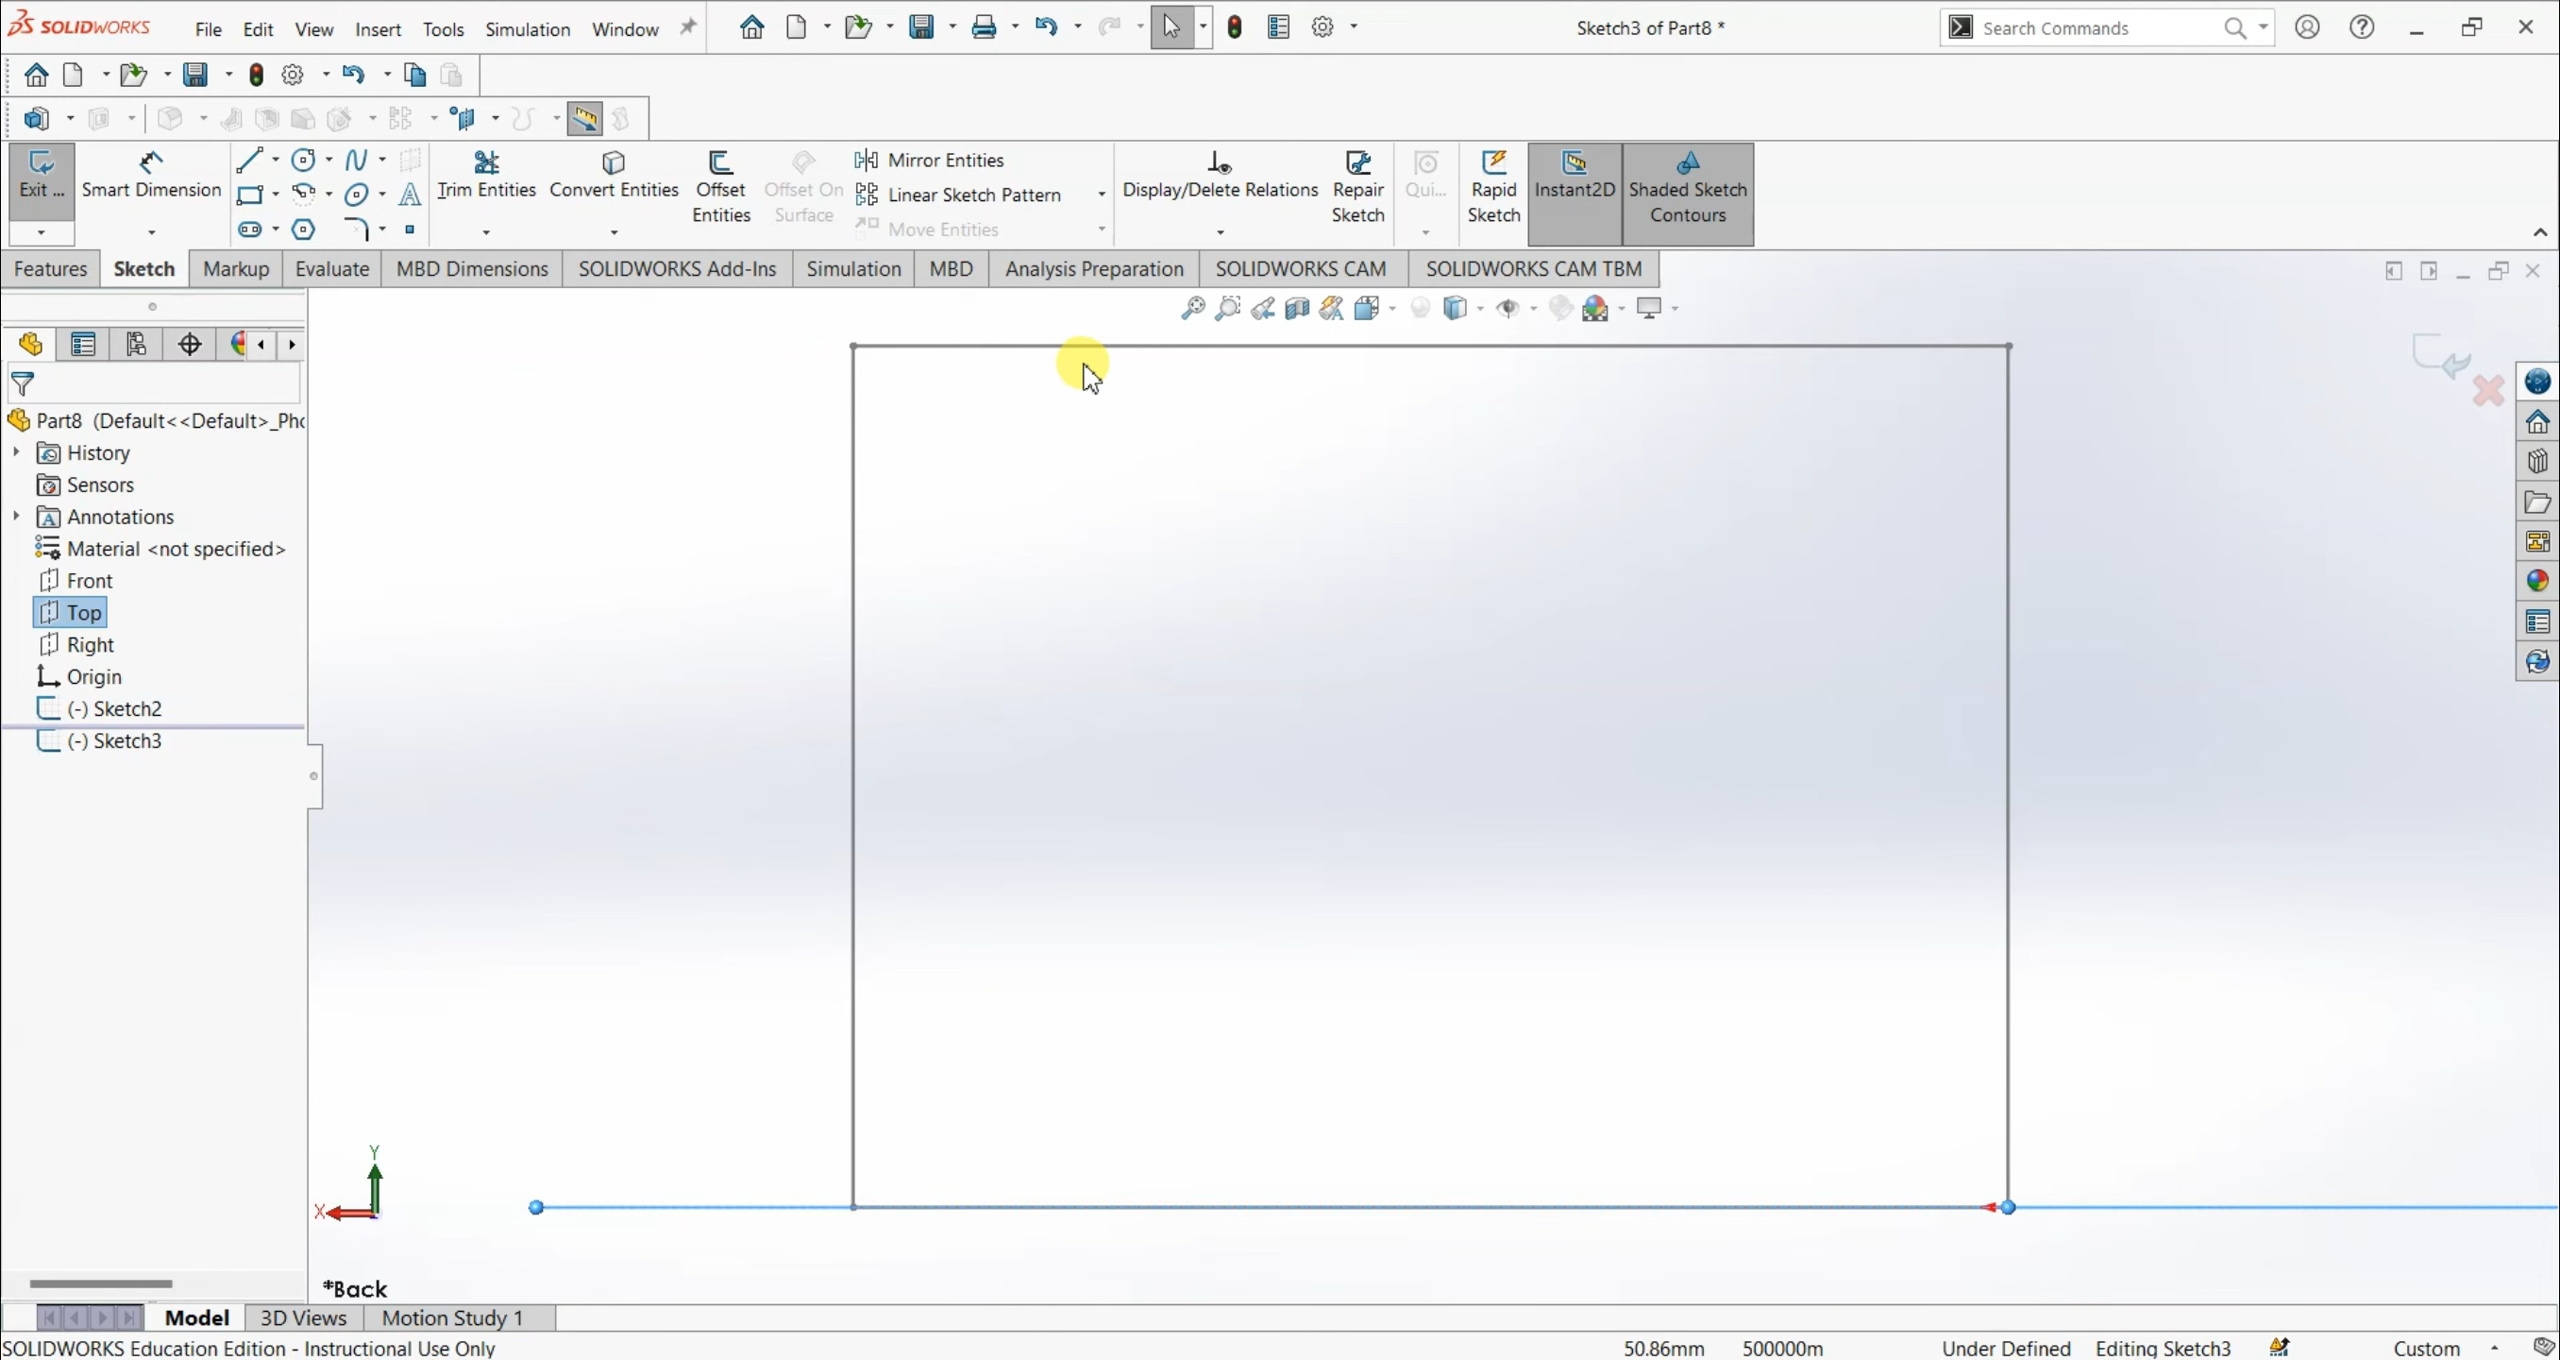 SOLIDWORKS File Edit View Insert Tools Simulation Window Sketch3 of Part8 * Search Commands
Exit ... Smart Dimension Trim Entities Convert Entities Offset Entities Offset On Surface Mirror Entities Linear Sketch Pattern Move Entities Display/Delete Relations Repair Sketch Qui... Rapid Sketch Instant2D Shaded Sketch Contours
Features Sketch Markup Evaluate MBD Dimensions SOLIDWORKS Add-Ins Simulation MBD Analysis Preparation SOLIDWORKS CAM SOLIDWORKS CAM TBM
Part8 (Default<<Default>_Pho
History
Sensors
Annotations
Material <not specified>
Front
Top
Right
Origin
(-) Sketch2
(-) Sketch3
Y
X
*Back
Model 3D Views Motion Study 1
SOLIDWORKS Education Edition - Instructional Use Only 50.86mm 500000m Under Defined Editing Sketch3 Custom